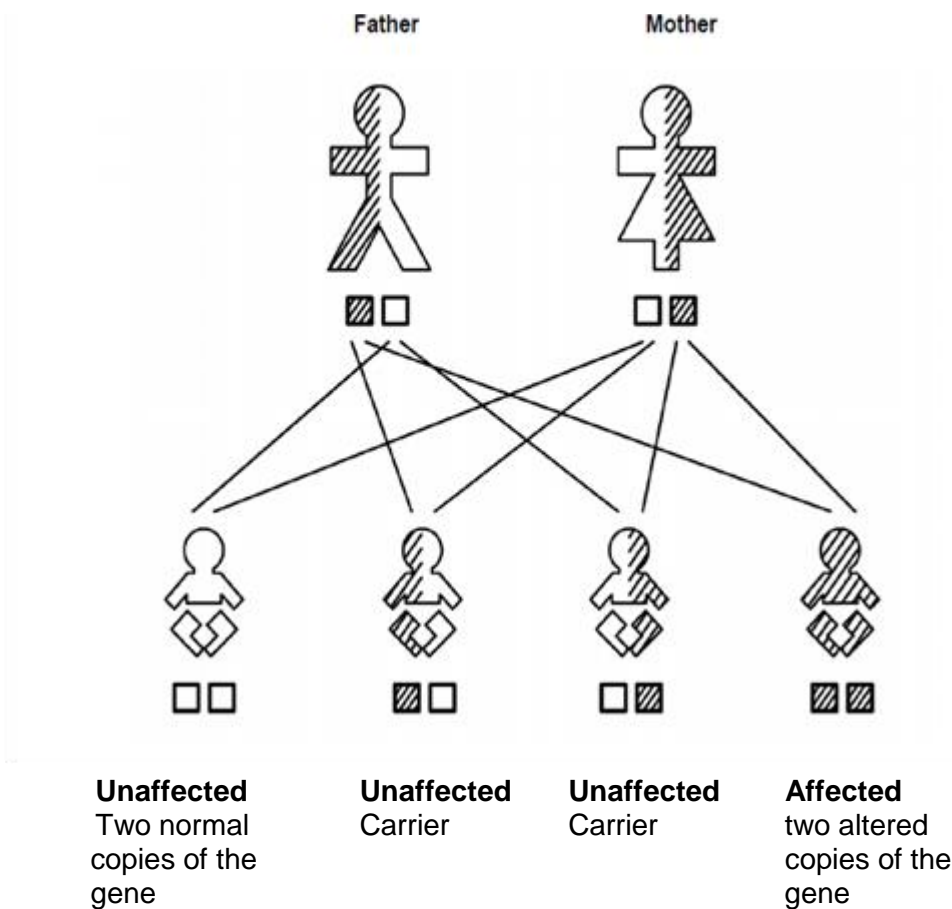 Father Mother
Unaffected Unaffected Unaffected Affected
Two normal Carrier Carrier two altered
copies of the copies of the
gene gene